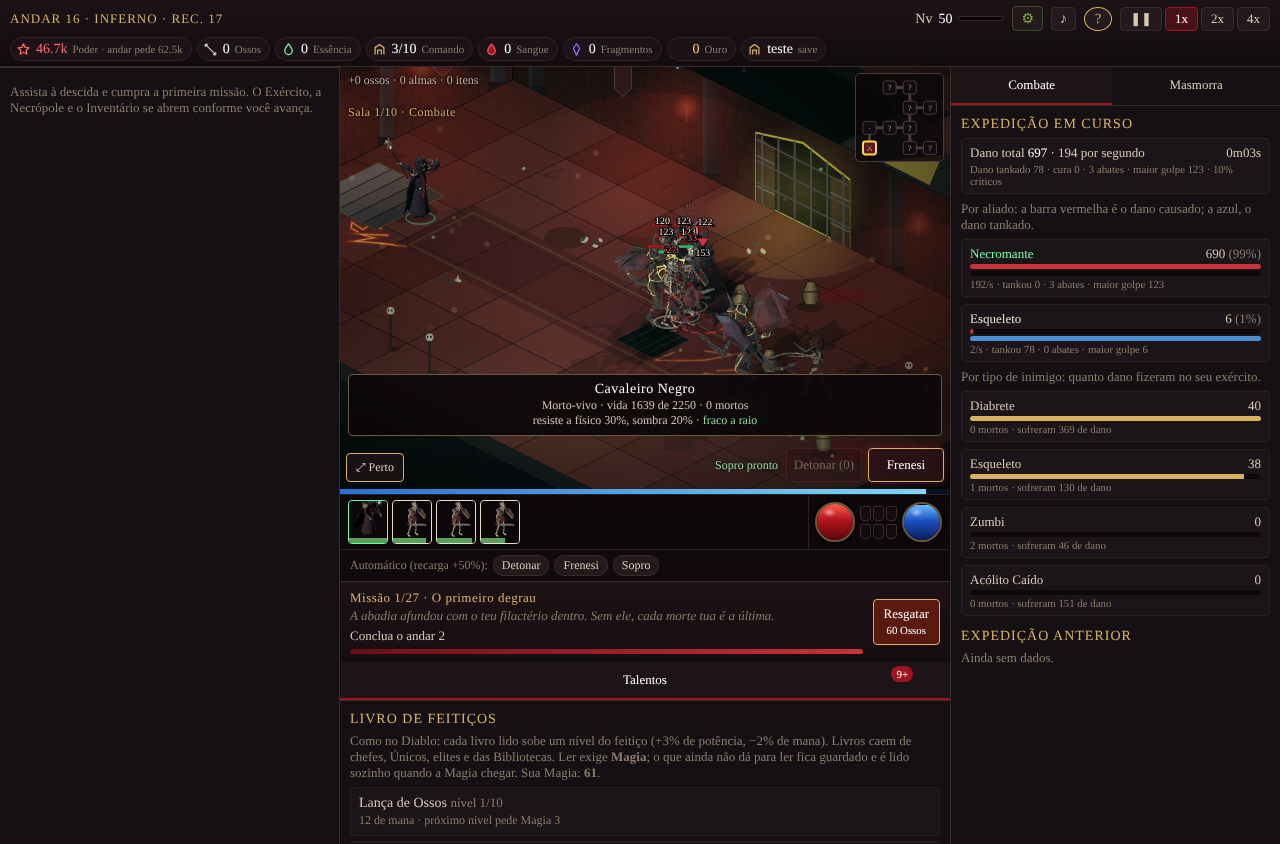 ANDAR 16 · INFERNO · REC. 17
Nv 50
?
1x
2x
4x
46.7k Poder · andar pede 62.5k
0 Ossos
0 Essência
3/10 Comando
0 Sangue
0 Fragmentos
0 Ouro
teste save
Assista à descida e cumpra a primeira missão. O Exército, a
Necrópole e o Inventário se abrem conforme você avança.
+0 ossos · 0 almas · 0 itens
Sala 1/10 · Combate
? ?
? ?
? ?
? ?
120 123 122
123
153
Cavaleiro Negro
Morto-vivo · vida 1639 de 2250 · 0 mortos
resiste a físico 30%, sombra 20% · fraco a raio
Perto
Sopro pronto
Detonar (0)
Frenesi
Automático (recarga +50%):
Detonar
Frenesi
Sopro
Missão 1/27 · O primeiro degrau
A abadia afundou com o teu filactério dentro. Sem ele, cada morte tua é a última.
Conclua o andar 2
Resgatar
60 Ossos
Talentos
9+
LIVRO DE FEITIÇOS
Como no Diablo: cada livro lido sobe um nível do feitiço (+3% de potência, −2% de mana). Livros caem de
chefes, Únicos, elites e das Bibliotecas. Ler exige Magia; o que ainda não dá para ler fica guardado e é lido
sozinho quando a Magia chegar. Sua Magia: 61.
Lança de Ossos nível 1/10
12 de mana · próximo nível pede Magia 3
Combate
Masmorra
EXPEDIÇÃO EM CURSO
Dano total 697 · 194 por segundo
0m03s
Dano tankado 78 · cura 0 · 3 abates · maior golpe 123 · 10%
críticos
Por aliado: a barra vermelha é o dano causado; a azul, o
dano tankado.
Necromante
690 (99%)
192/s · tankou 0 · 3 abates · maior golpe 123
Esqueleto
6 (1%)
2/s · tankou 78 · 0 abates · maior golpe 6
Por tipo de inimigo: quanto dano fizeram no seu exército.
Diabrete
40
0 mortos · sofreram 369 de dano
Esqueleto
38
1 mortos · sofreram 130 de dano
Zumbi
0
2 mortos · sofreram 46 de dano
Acólito Caído
0
0 mortos · sofreram 151 de dano
EXPEDIÇÃO ANTERIOR
Ainda sem dados.